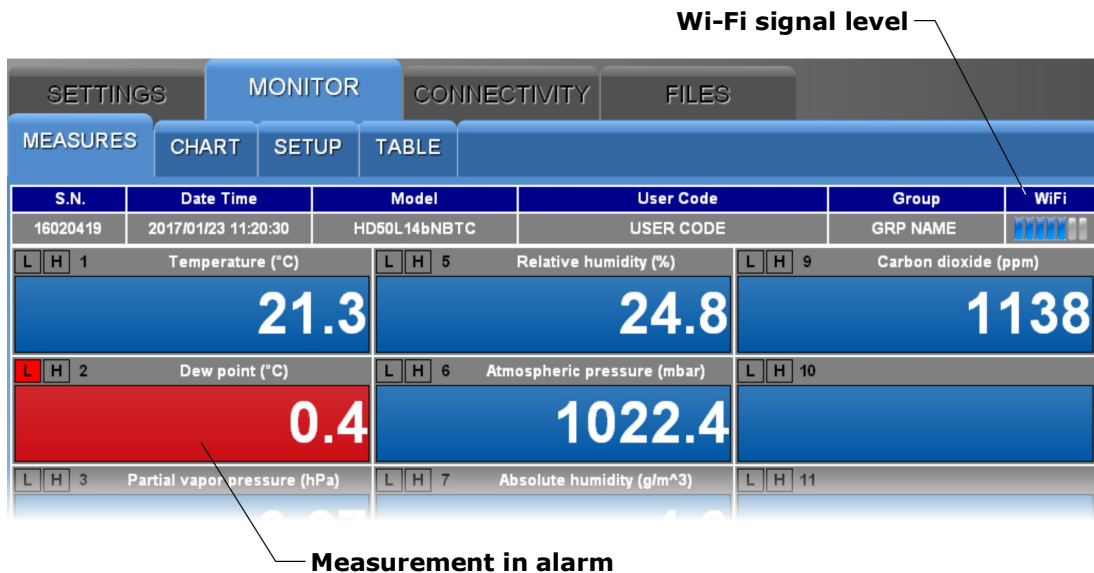 Wi-Fi signal level
SETTINGS MONITOR CONNECTIVITY FILES
MEASURES CHART SETUP TABLE
S.N. Date Time Model User Code Group WiFi
16020419 2017/01/23 11:20:30 HD50L14bNBTC USER CODE GRP NAME
L H 1 Temperature (°C) L H 5 Relative humidity (%) L H 9 Carbon dioxide (ppm)
21.3 24.8 1138
L H 2 Dew point (°C) L H 6 Atmospheric pressure (mbar) L H 10
0.4 1022.4
L H 3 Partial vapor pressure (hPa) L H 7 Absolute humidity (g/m^3) L H 11
Measurement in alarm